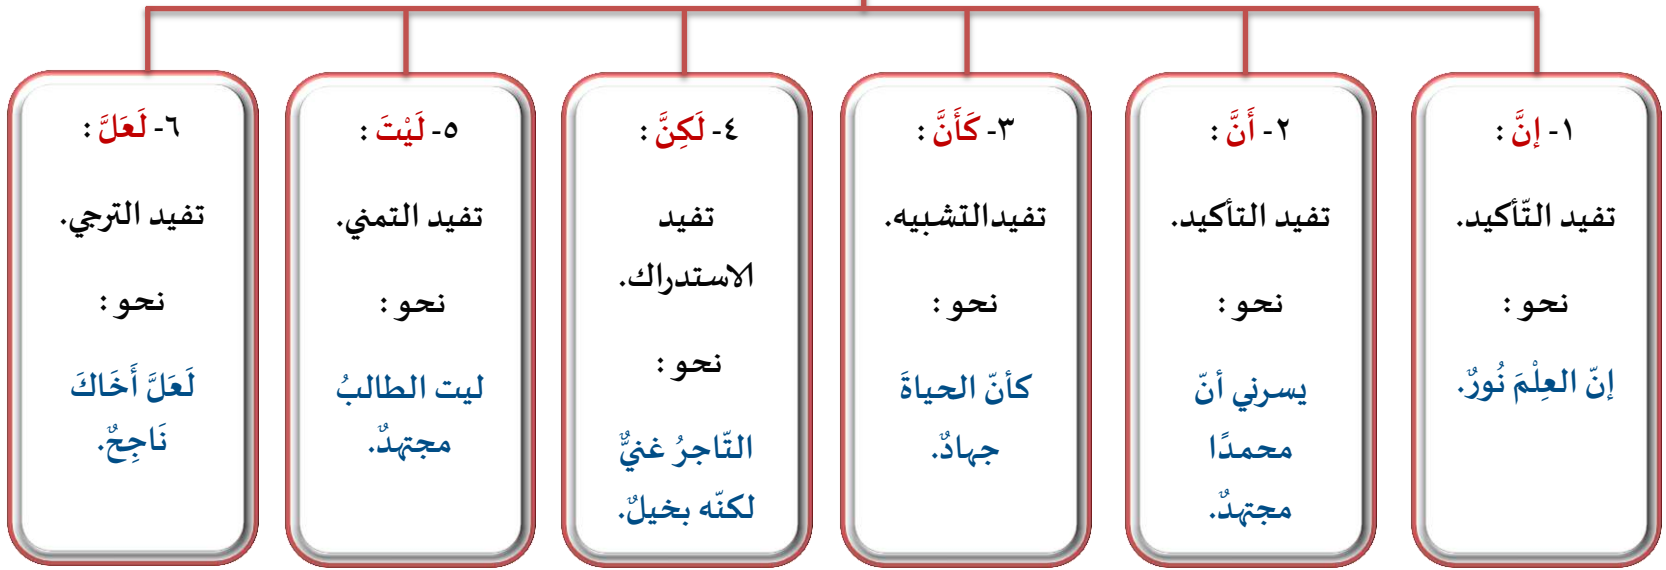 ١- إنَّ :
تفيد التّأكيد.
نحو :
إنّ العِلْمَ نُورٌ.
٢- أَنَّ :
تفيد التأكيد.
نحو :
يسرني أنّ
محمدًا
مجتهدٌ.
٣- كَأَنَّ :
تفيدالتشبيه.
نحو :
كأنّ الحياةَ
جهادٌ.
٤- لَكِنَّ :
تفيد
الاستدراك.
نحو :
التّاجرُ غنيٌّ
لكنّه بخيلٌ.
٥- لَيْتَ :
تفيد التمني.
نحو :
ليت الطالبُ
مجتهدٌ.
٦- لَعَلَّ :
تفيد الترجي.
نحو :
لَعَلَّ أَخَاكَ
نَاجِحٌ.